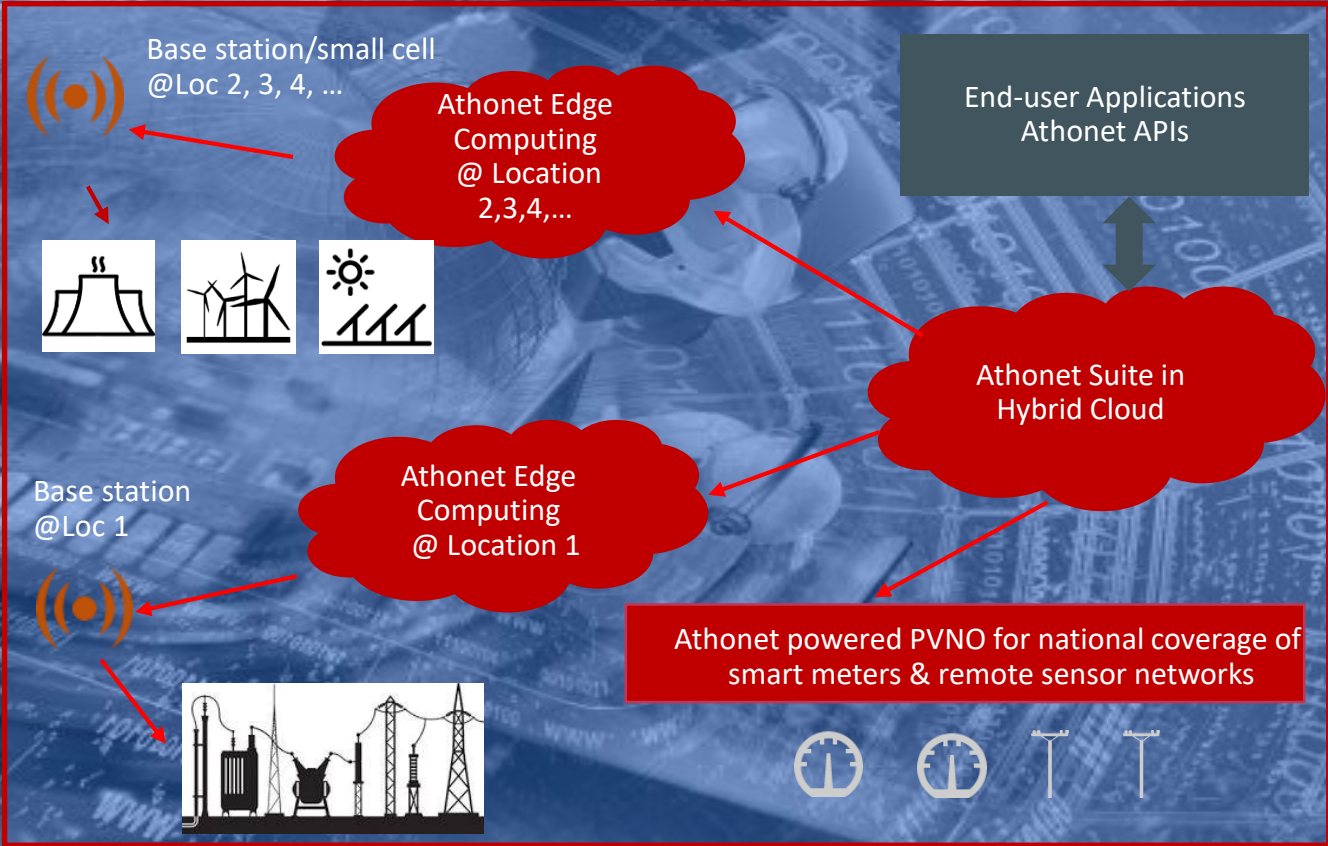 Base station/small cell
@Loc 2, 3, 4, …
Athonet Edge
Computing
@ Location
2,3,4,…
End-user Applications
Athonet APIs
Athonet Suite in
Hybrid Cloud
Athonet Edge
Computing
@ Location 1
Base station
@Loc 1
Athonet powered PVNO for national coverage of
smart meters & remote sensor networks